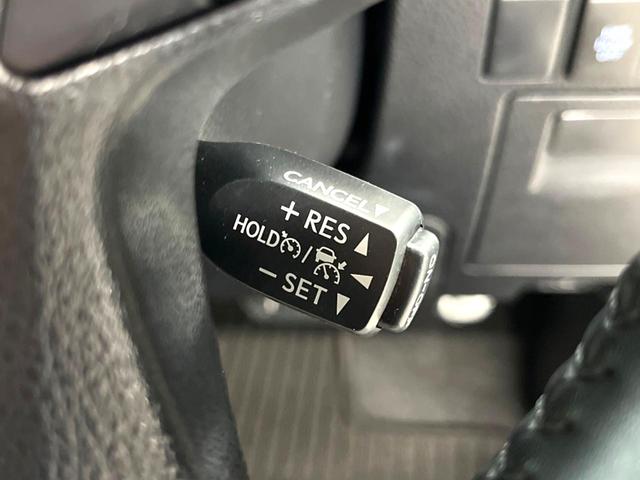 CANCEL▼
+ RES ▲
HOLD / ◀
− SET ▼